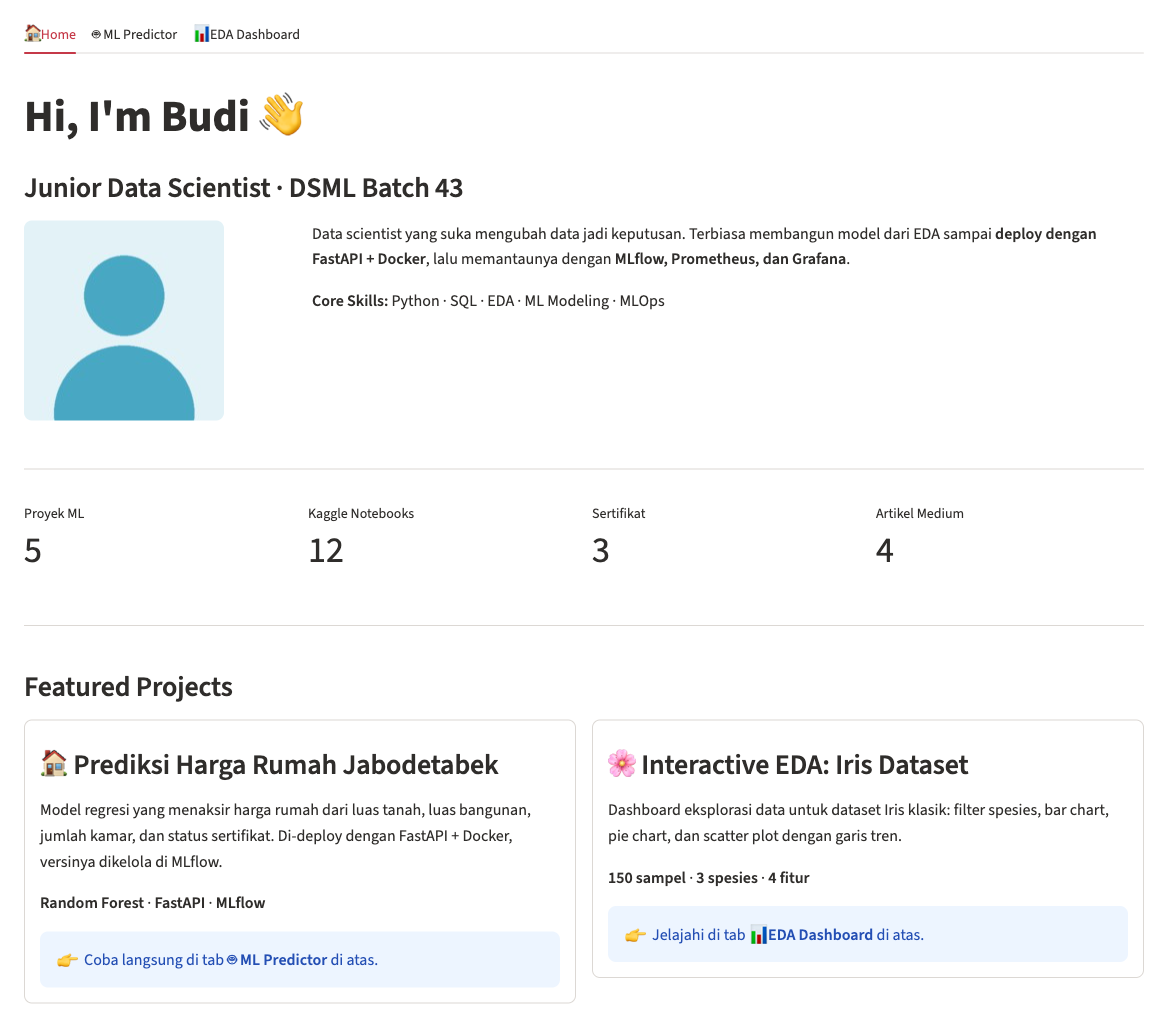 🏠Home 🤖ML Predictor 📊EDA Dashboard
Hi, I'm Budi 👋
Junior Data Scientist · DSML Batch 43
Data scientist yang suka mengubah data jadi keputusan. Terbiasa membangun model dari EDA sampai deploy dengan
FastAPI + Docker, lalu memantaunya dengan MLflow, Prometheus, dan Grafana.
Core Skills: Python · SQL · EDA · ML Modeling · MLOps
Proyek ML
5
Kaggle Notebooks
12
Sertifikat
3
Artikel Medium
4
Featured Projects
🏠 Prediksi Harga Rumah Jabodetabek
Model regresi yang menaksir harga rumah dari luas tanah, luas bangunan,
jumlah kamar, dan status sertifikat. Di-deploy dengan FastAPI + Docker,
versinya dikelola di MLflow.
Random Forest · FastAPI · MLflow
👉 Coba langsung di tab 🤖 ML Predictor di atas.
🌸 Interactive EDA: Iris Dataset
Dashboard eksplorasi data untuk dataset Iris klasik: filter spesies, bar chart,
pie chart, dan scatter plot dengan garis tren.
150 sampel · 3 spesies · 4 fitur
👉 Jelajahi di tab 📊EDA Dashboard di atas.